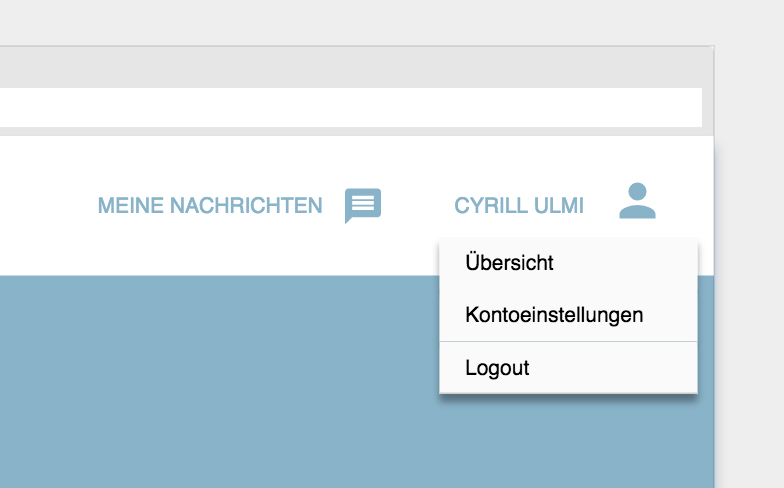 MEINE NACHRICHTEN
CYRILL ULMI
Übersicht
Kontoeinstellungen
Logout